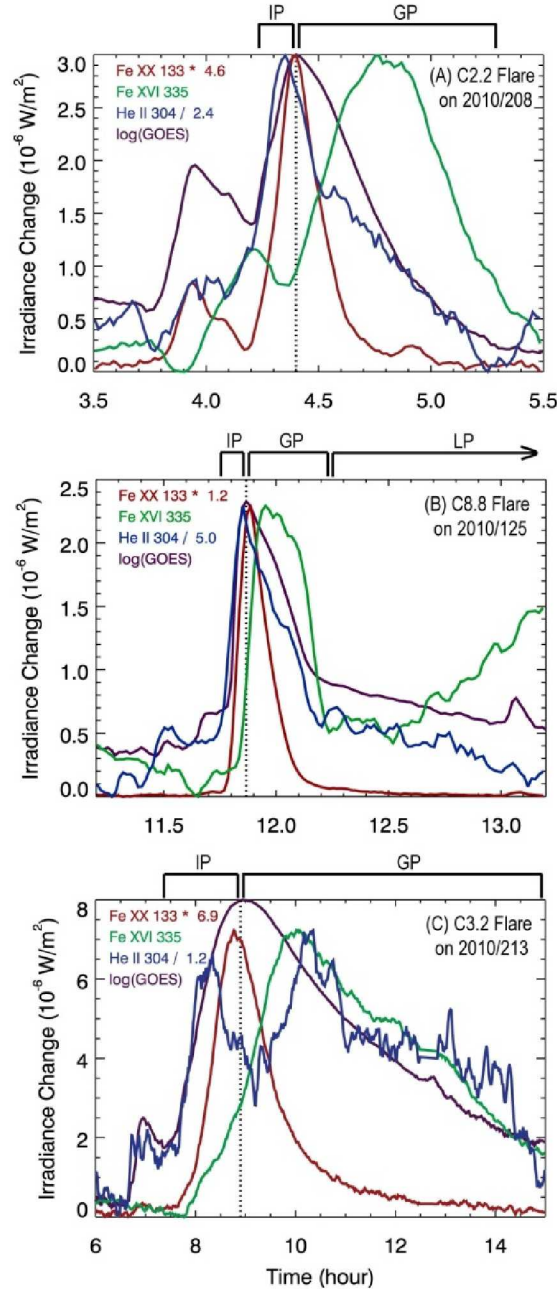 IP GP
3.0
2.5
2.0
1.5
1.0
0.5
0.0
Irradiance Change (10⁻⁶ W/m²)
Fe XX 133 * 4.6
Fe XVI 335
He II 304 / 2.4
log(GOES)
(A) C2.2 Flare
on 2010/208
3.5 4.0 4.5 5.0 5.5
IP GP LP
2.5
2.0
1.5
1.0
0.5
0.0
Irradiance Change (10⁻⁶ W/m²)
Fe XX 133 * 1.2
Fe XVI 335
He II 304 / 5.0
log(GOES)
(B) C8.8 Flare
on 2010/125
11.5 12.0 12.5 13.0
IP GP
8
6
4
2
0
Irradiance Change (10⁻⁶ W/m²)
Fe XX 133 * 6.9
Fe XVI 335
He II 304 / 1.2
log(GOES)
(C) C3.2 Flare
on 2010/213
6 8 10 12 14
Time (hour)